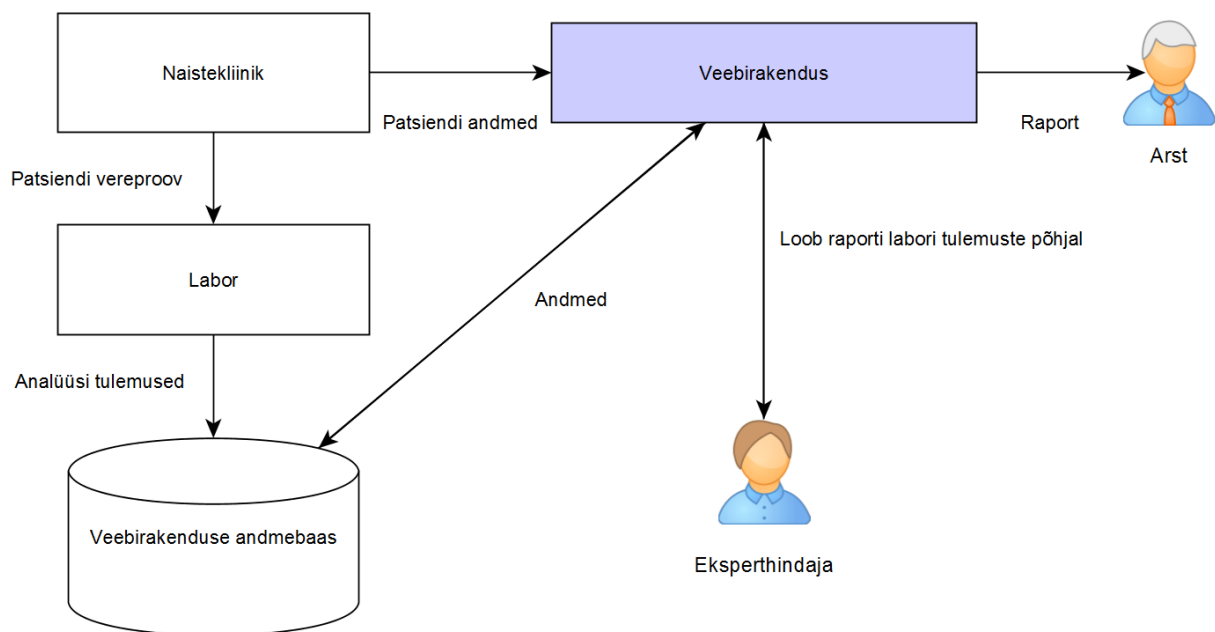 Naistekliinik
Veebirakendus
Patsiendi andmed
Raport
Arst
Patsiendi vereproov
Loob raporti labori tulemuste põhjal
Labor
Andmed
Analüüsi tulemused
Veebirakenduse andmebaas
Eksperthindaja